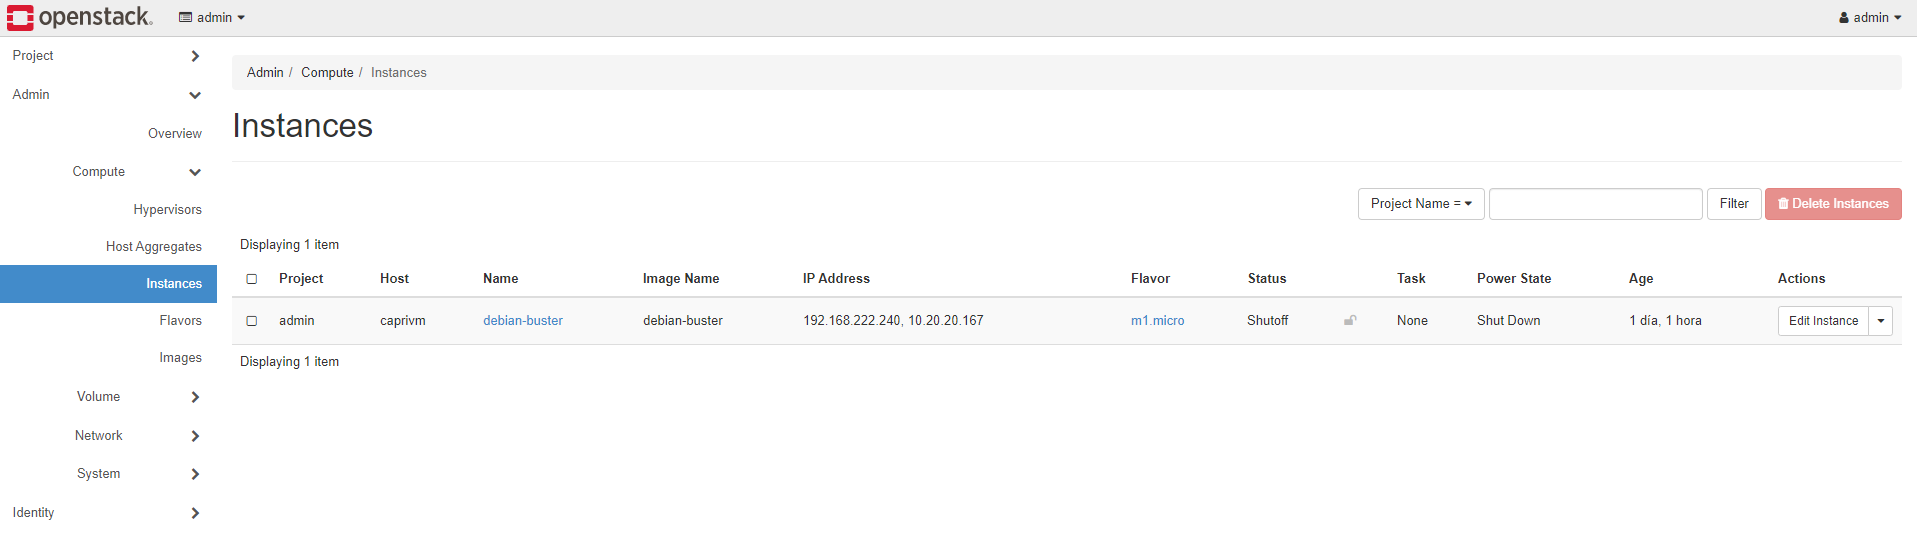 openstack. admin admin
Project
Admin / Compute / Instances
Admin
Instances
Overview
Compute
Hypervisors
Project Name = Filter Delete Instances
Host Aggregates
Displaying 1 item
Instances
Project Host Name Image Name IP Address Flavor Status Task Power State Age Actions
Flavors
admin caprivm debian-buster debian-buster 192.168.222.240, 10.20.20.167 m1.micro Shutoff None Shut Down 1 día, 1 hora Edit Instance
Images
Displaying 1 item
Volume
Network
System
Identity